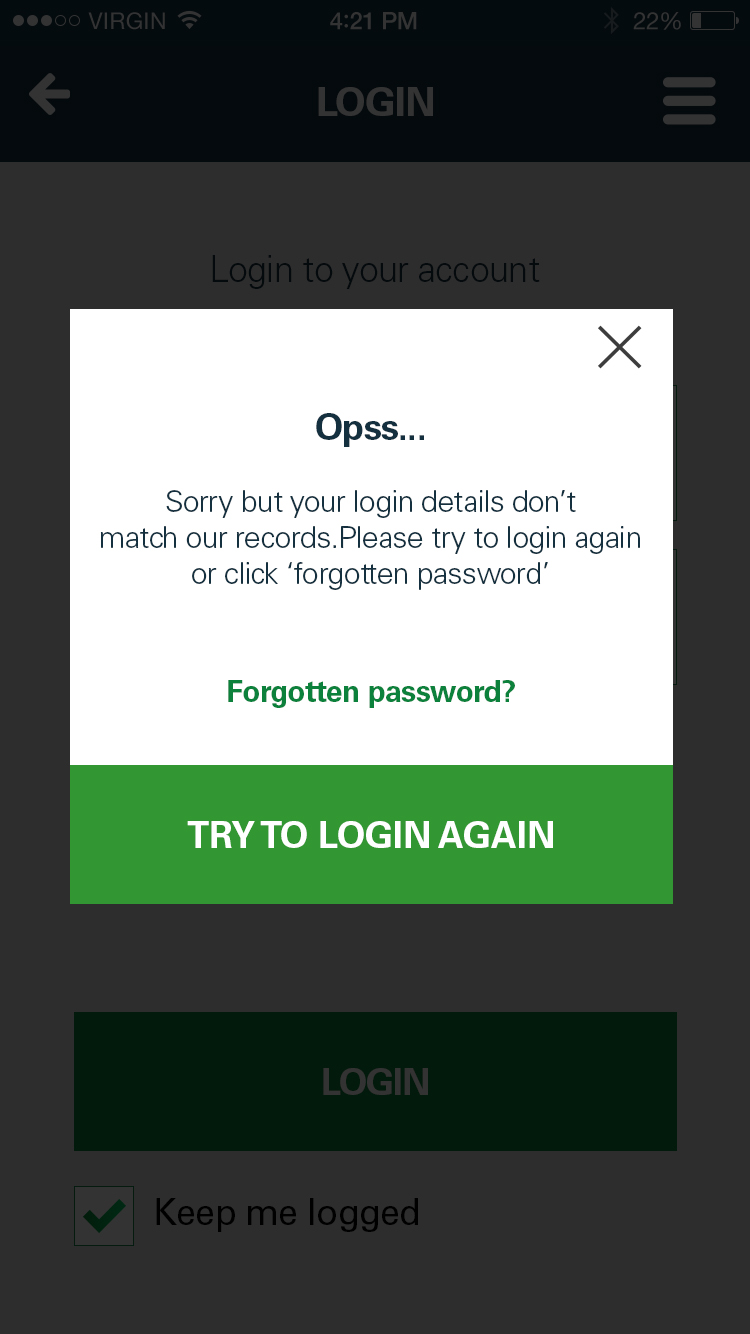 VIRGIN 4:21 PM 22%
LOGIN
Login to your account
Opss...
Sorry but your login details don’t
match our records.Please try to login again
or click ‘forgotten password’
Forgotten password?
TRY TO LOGIN AGAIN
LOGIN
Keep me logged